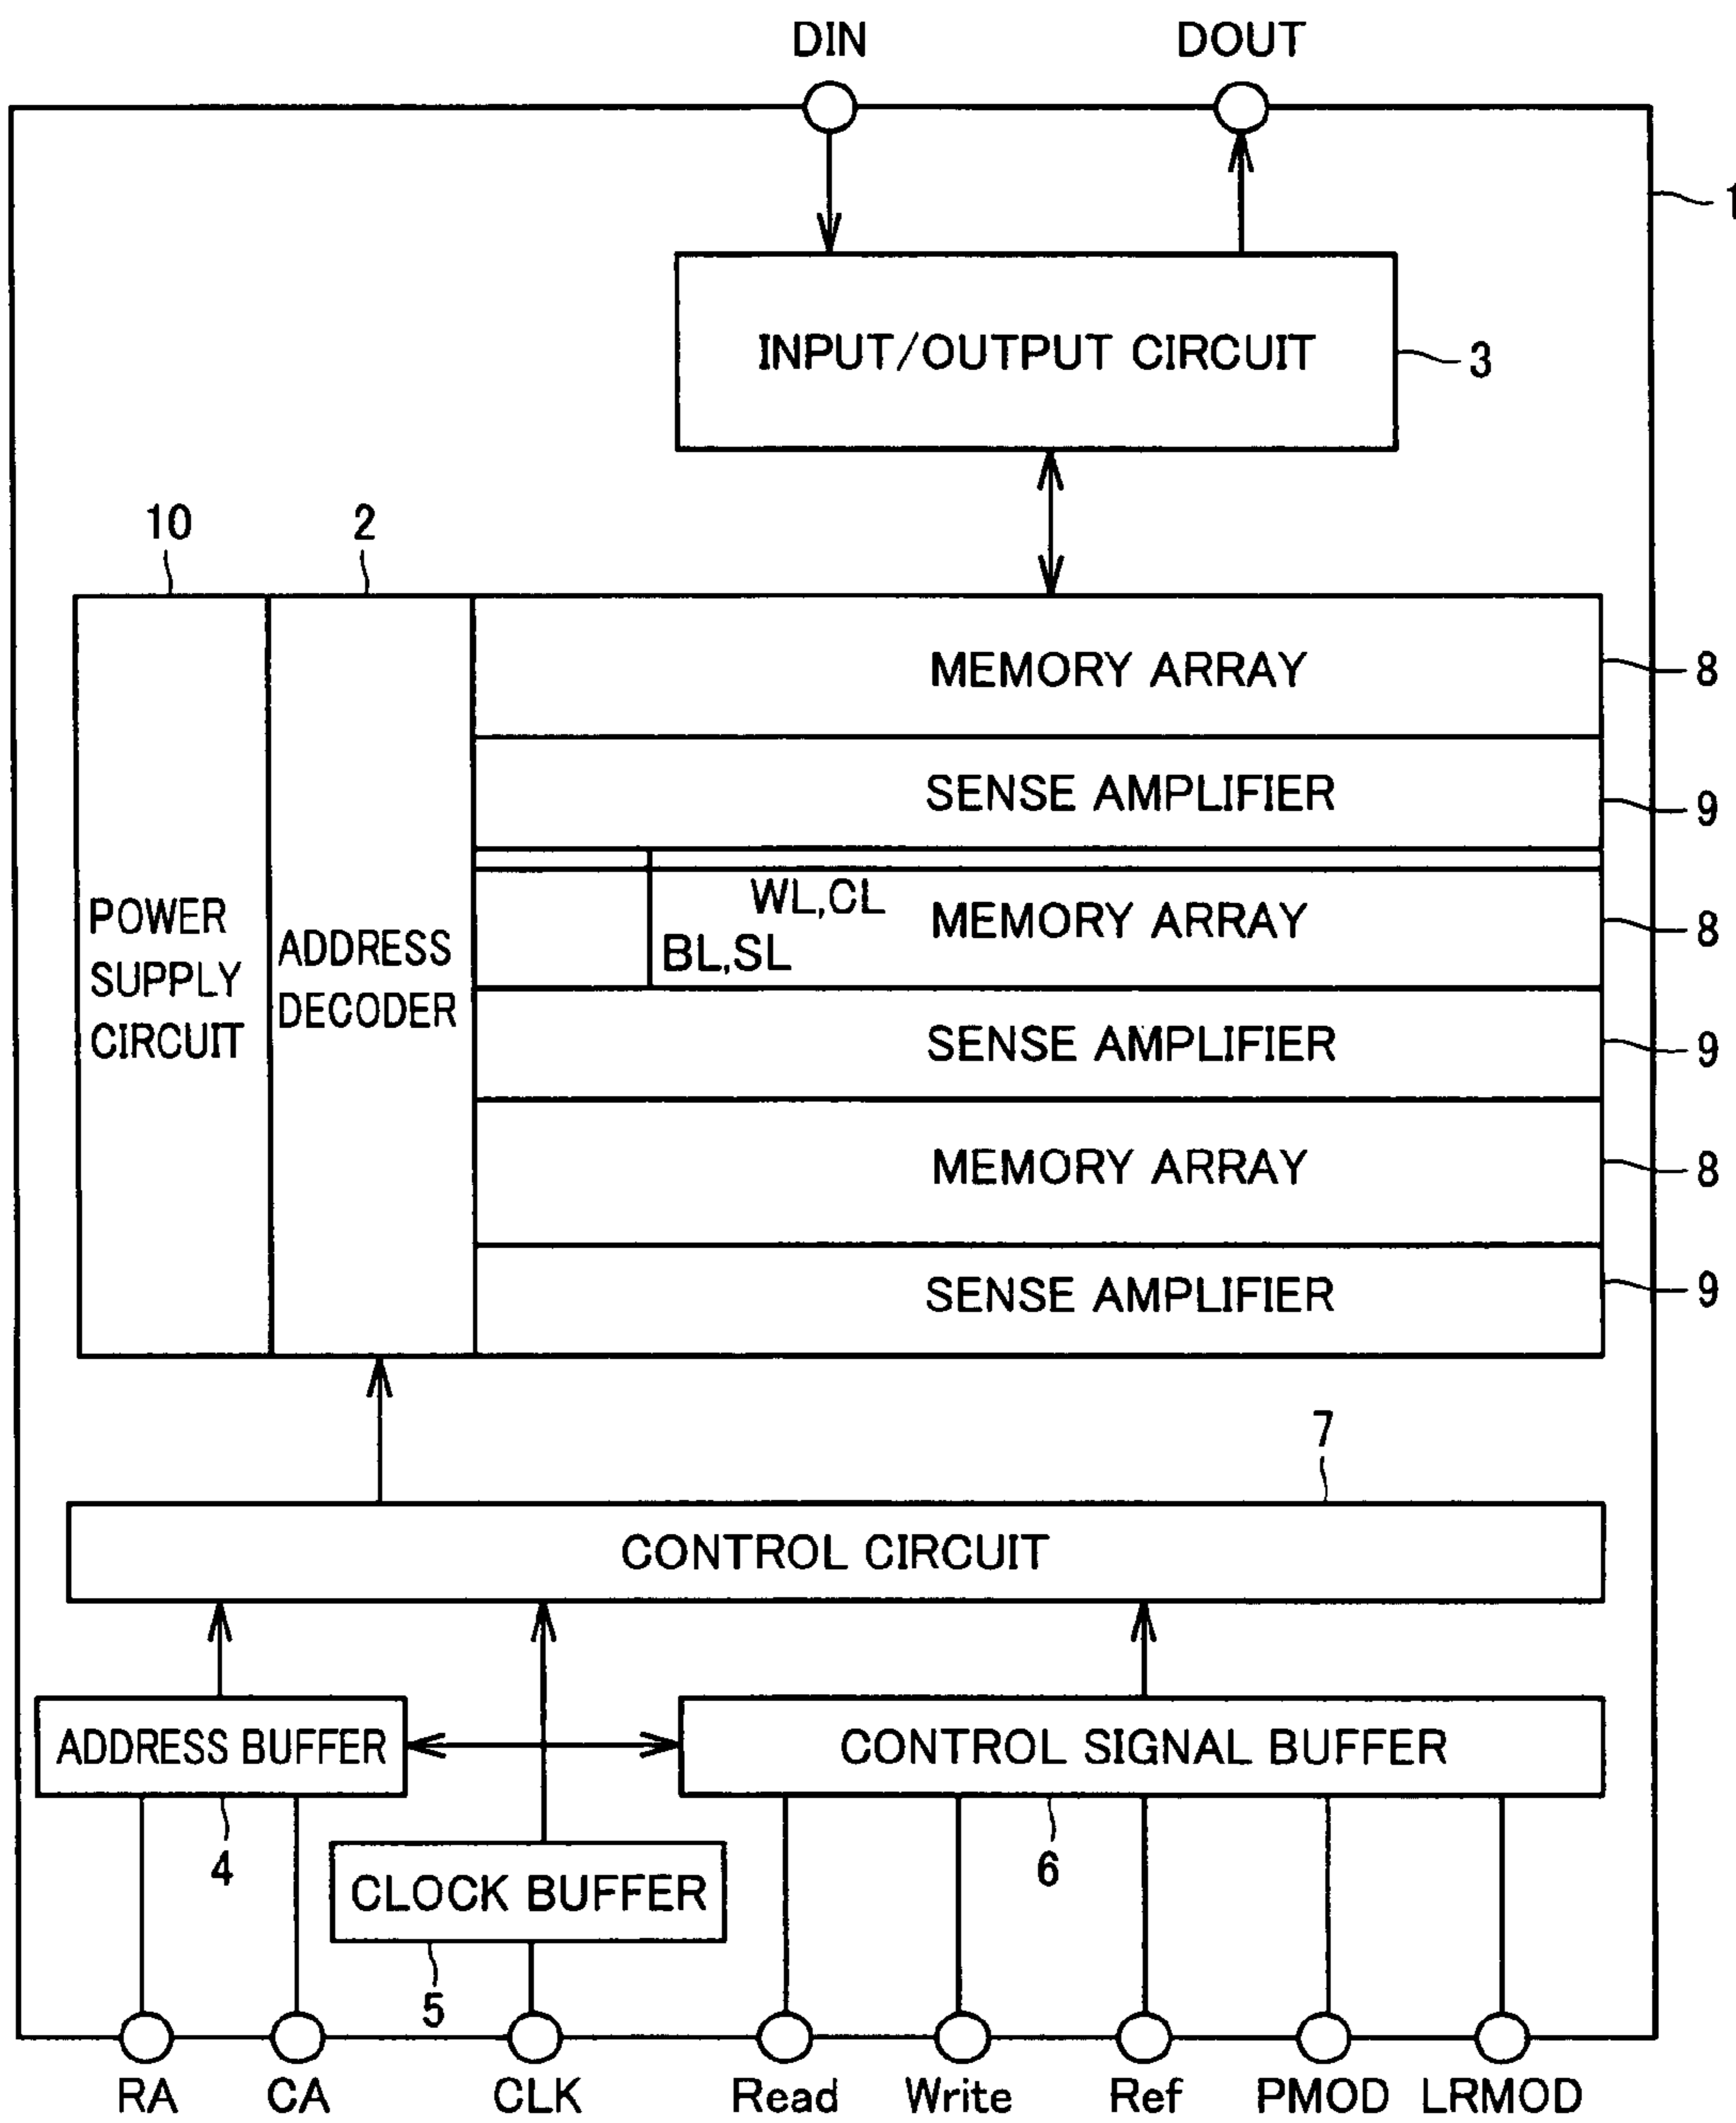 DIN
DOUT
1
INPUT/OUTPUT CIRCUIT
3
10
2
MEMORY ARRAY
8
SENSE AMPLIFIER
9
POWER
SUPPLY
CIRCUIT
ADDRESS
DECODER
WL,CL
BL,SL
MEMORY ARRAY
8
SENSE AMPLIFIER
9
MEMORY ARRAY
8
SENSE AMPLIFIER
9
7
CONTROL CIRCUIT
ADDRESS BUFFER
CONTROL SIGNAL BUFFER
4
6
CLOCK BUFFER
5
RA
CA
CLK
Read
Write
Ref
PMOD
LRMOD